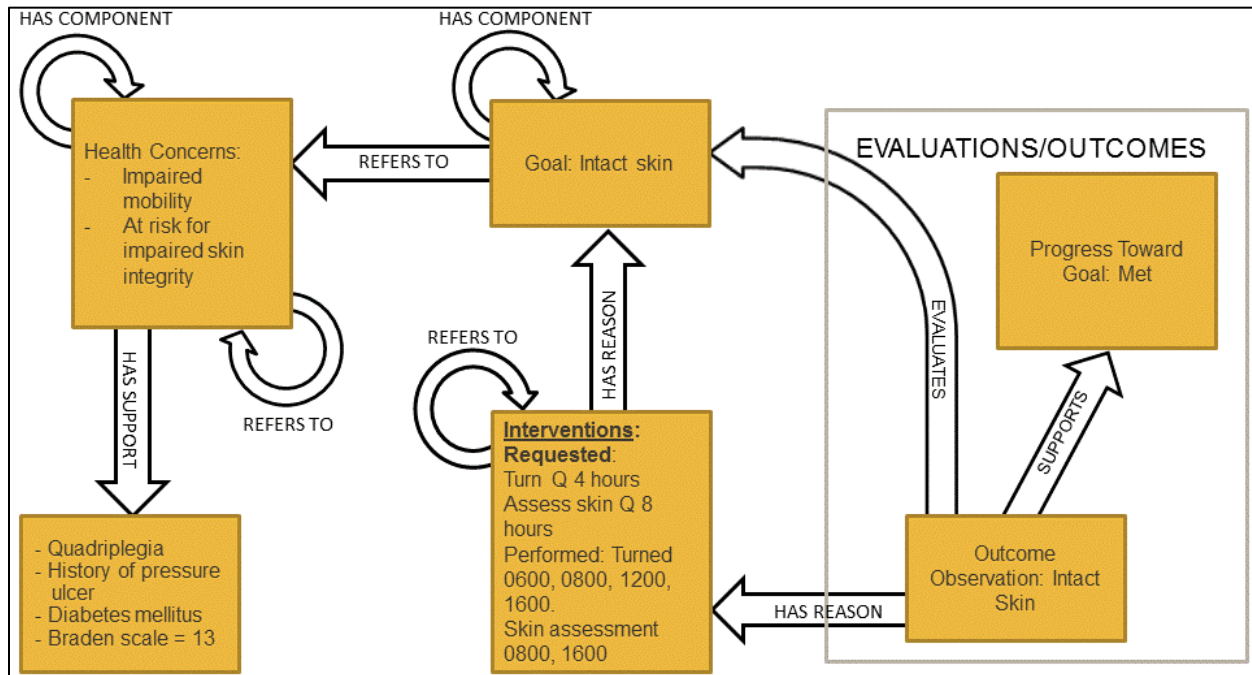 HAS COMPONENT
HAS COMPONENT
Health Concerns:
- Impaired
mobility
- At risk for
impaired skin
integrity
REFERS TO
Goal: Intact skin
EVALUATIONS/OUTCOMES
Progress Toward
Goal: Met
HAS SUPPORT
REFERS TO
REFERS TO
HAS REASON
EVALUATES
SUPPORTS
- Quadriplegia
- History of pressure
ulcer
- Diabetes mellitus
- Braden scale = 13
Interventions:
Requested:
Turn Q 4 hours
Assess skin Q 8
hours
Performed: Turned
0600, 0800, 1200,
1600.
Skin assessment
0800, 1600
HAS REASON
Outcome
Observation: Intact
Skin